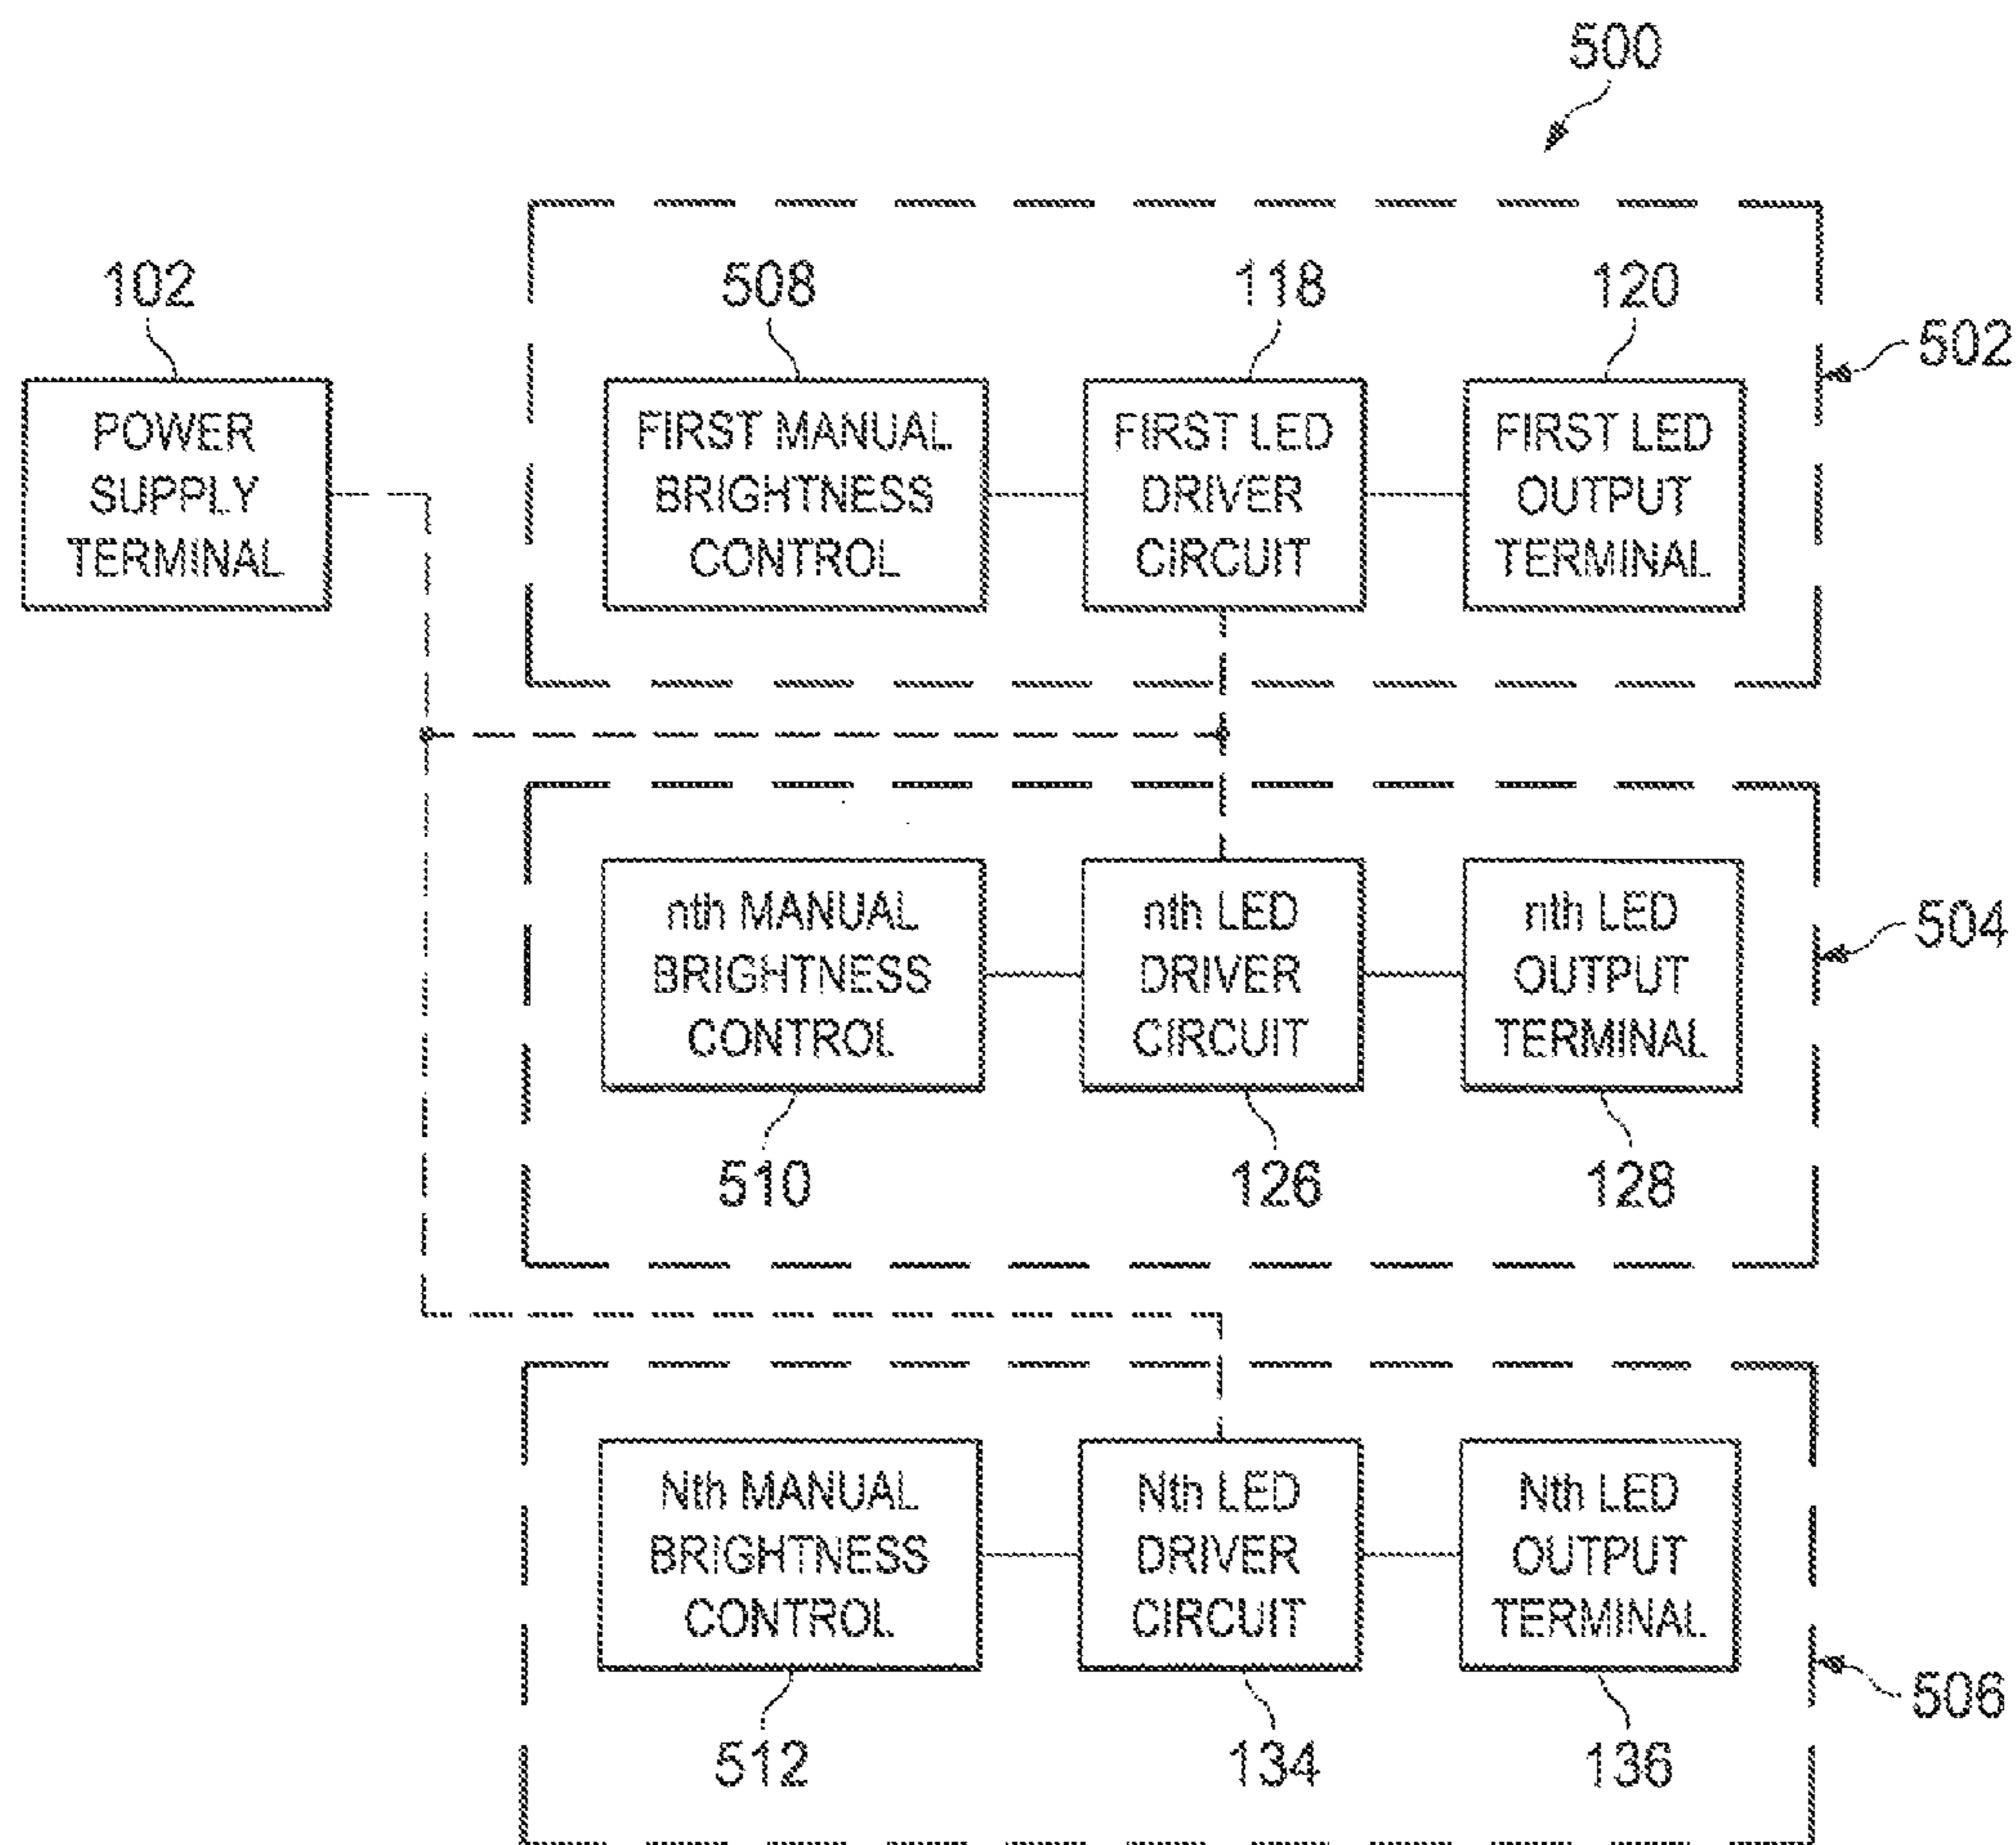 500
102
508
118
120
502
POWER
SUPPLY
TERMINAL
FIRST MANUAL
BRIGHTNESS
CONTROL
FIRST LED
DRIVER
CIRCUIT
FIRST LED
OUTPUT
TERMINAL
504
nth MANUAL
BRIGHTNESS
CONTROL
nth LED
DRIVER
CIRCUIT
nth LED
OUTPUT
TERMINAL
510
126
128
Nth MANUAL
BRIGHTNESS
CONTROL
Nth LED
DRIVER
CIRCUIT
Nth LED
OUTPUT
TERMINAL
506
512
134
136